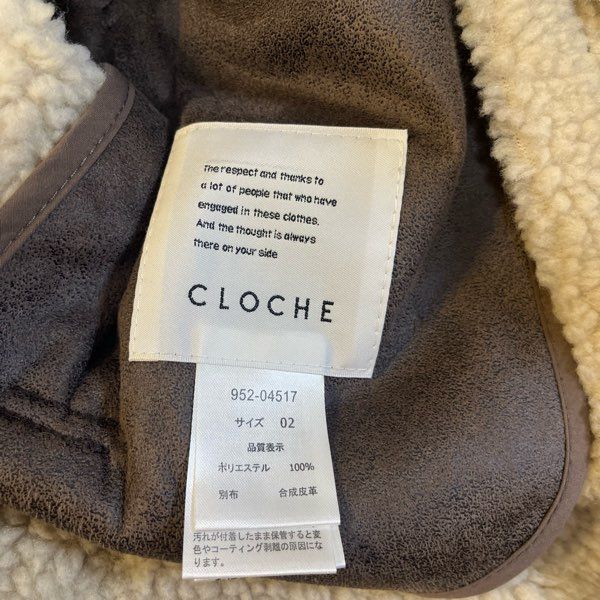 The respect and thanks to
a lot of people that who have
engaged in these clothes.
And the thought is always
there on your side
CLOCHE
952-04517
サイズ 02
品質表示
ポリエステル 100%
別布 合成皮革
汚れが付着したまま保管すると変
色やコーティング剥離の原因にな
ります。